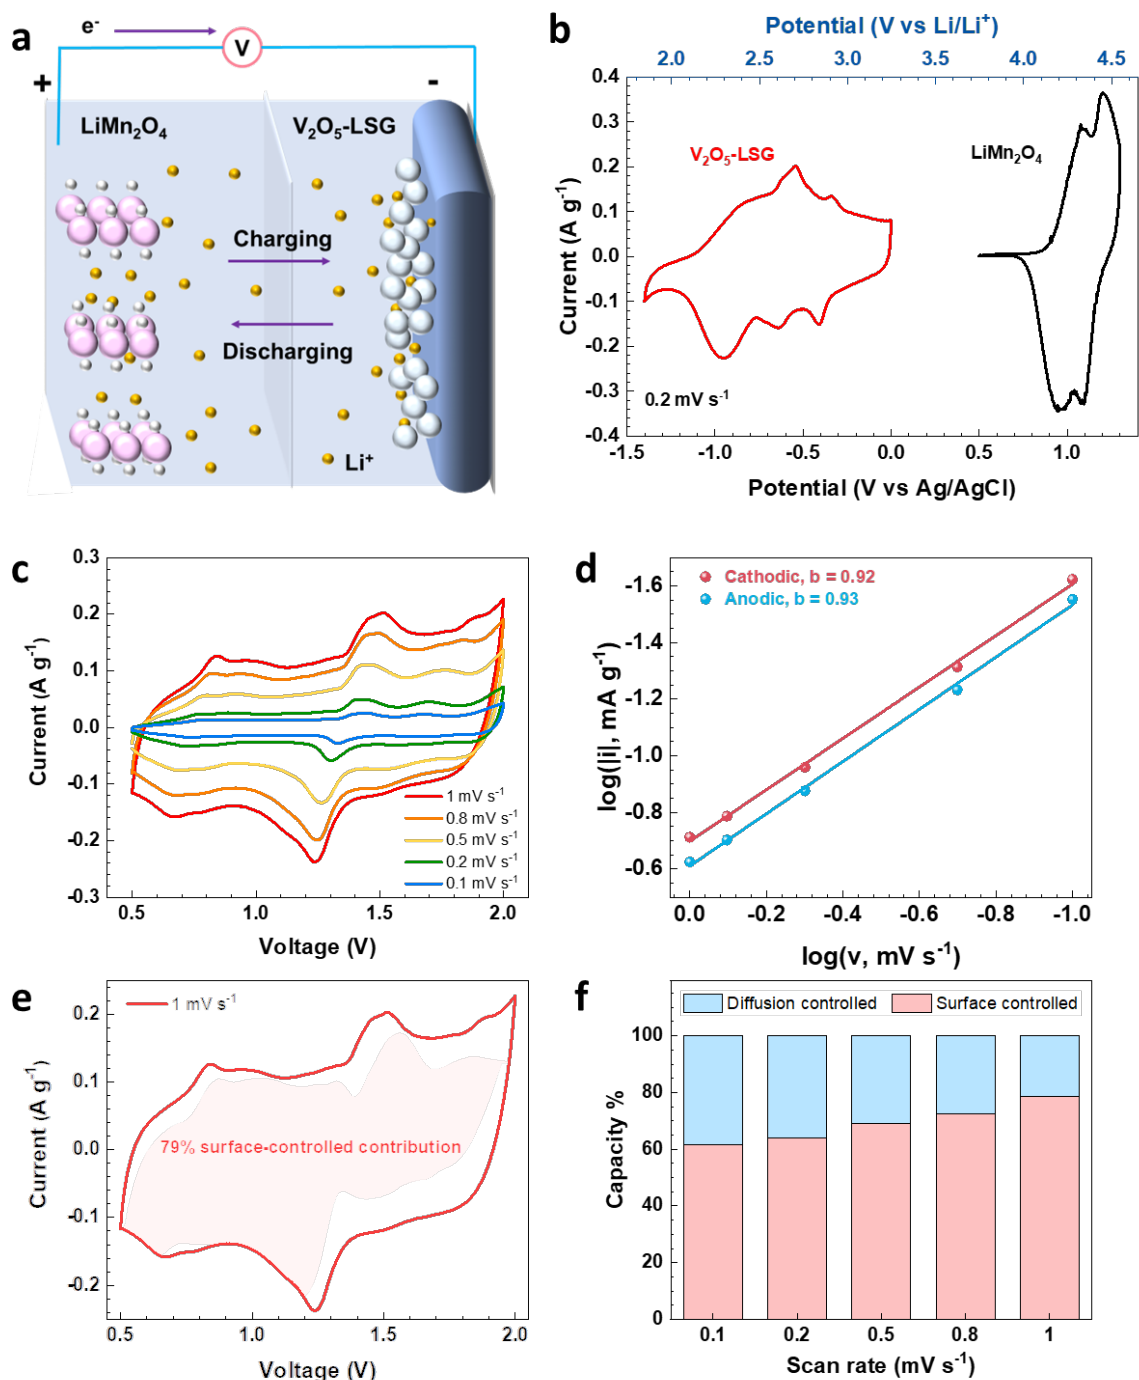 a
e⁻
V
+
-
LiMn₂O₄
V₂O₅-LSG
Charging
Discharging
Li⁺
b
Potential (V vs Li/Li⁺)
2.0 2.3 2.6 2.9 3.2 3.6 3.9 4.2 4.5
0.4
0.3
0.2
0.1
0.0
-0.1
-0.2
-0.3
-0.4
Current (A g⁻¹)
V₂O₅-LSG
LiMn₂O₄
0.2 mV s⁻¹
-1.5 -1.0 -0.5 0.0 0.5 1.0
Potential (V vs Ag/AgCl)
c
0.3
0.2
0.1
0.0
-0.1
-0.2
-0.3
Current (A g⁻¹)
1 mV s⁻¹
0.8 mV s⁻¹
0.5 mV s⁻¹
0.2 mV s⁻¹
0.1 mV s⁻¹
0.5 1.0 1.5 2.0
Voltage (V)
d
Cathodic, b = 0.92
Anodic, b = 0.93
-1.6
-1.4
-1.2
-1.0
-0.8
-0.6
log(|i|, mA g⁻¹)
0.0 -0.2 -0.4 -0.6 -0.8 -1.0
log(v, mV s⁻¹)
e
1 mV s⁻¹
0.2
0.1
0.0
-0.1
-0.2
Current (A g⁻¹)
79% surface-controlled contribution
0.5 1.0 1.5 2.0
Voltage (V)
f
Diffusion controlled
Surface controlled
100
80
60
40
20
0
Capacity %
0.1 0.2 0.5 0.8 1
Scan rate (mV s⁻¹)